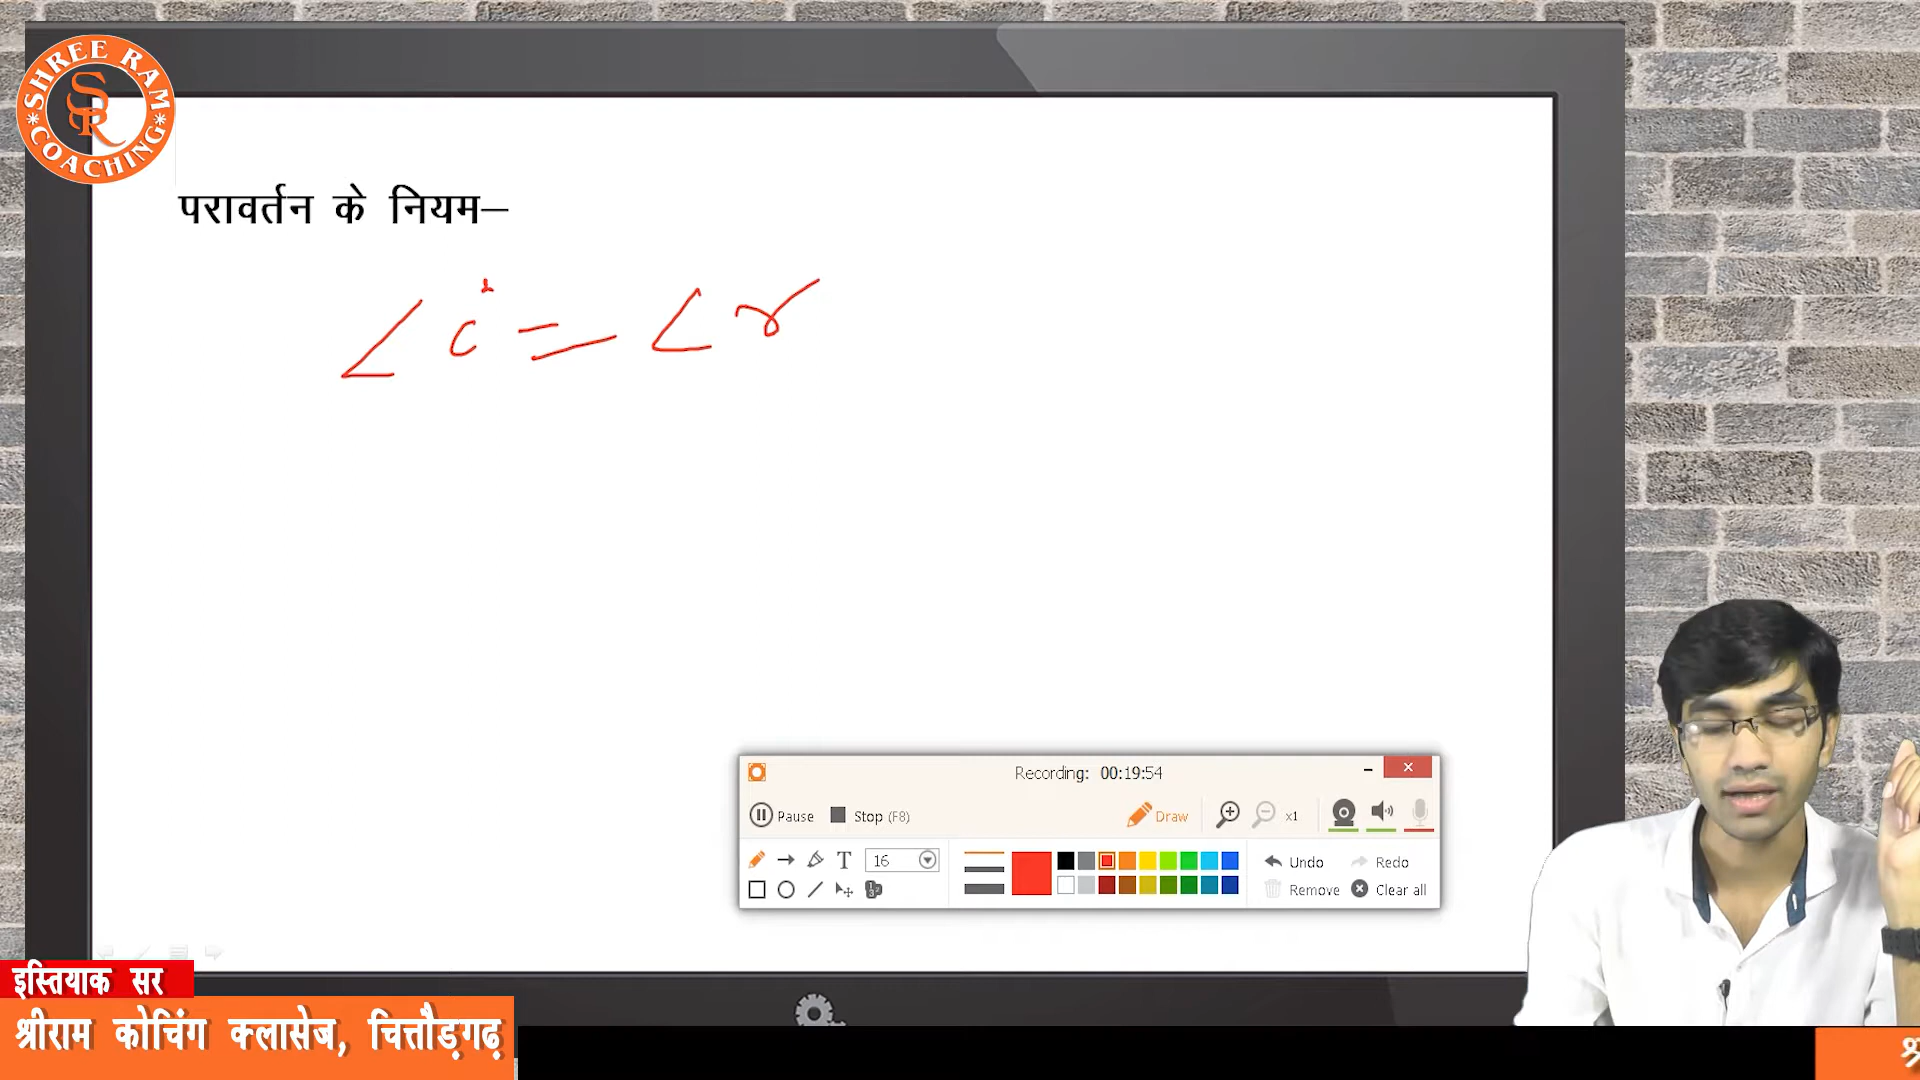 SHREE RAM
SR
COACHING
परावर्तन के नियम–
∠i = ∠r
Recording: 00:19:54
Pause Stop (F8) Draw x1
T 16 Undo Redo
Remove Clear all
इस्तियाक सर
श्रीराम कोचिंग क्लासेज, चित्तौड़गढ़